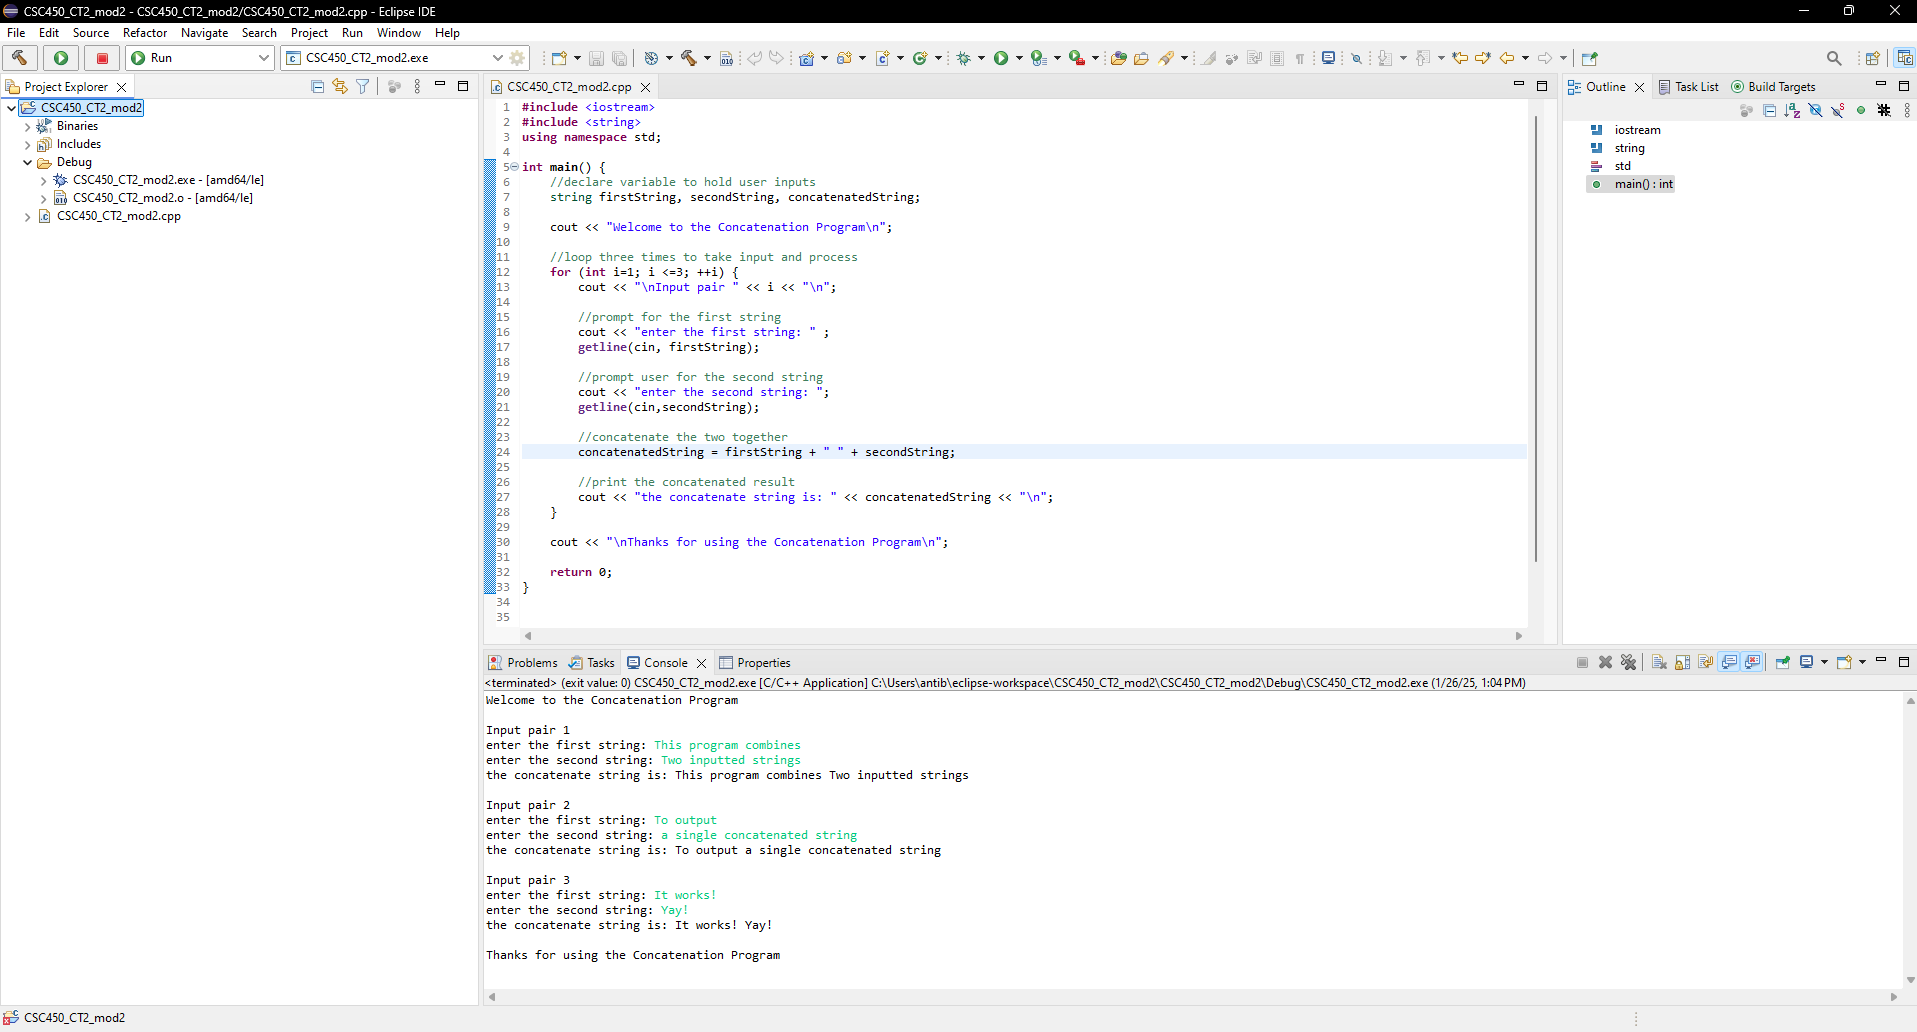 CSC450_CT2_mod2 - CSC450_CT2_mod2/CSC450_CT2_mod2.cpp - Eclipse IDE
File Edit Source Refactor Navigate Search Project Run Window Help
Run
CSC450_CT2_mod2.exe
Project Explorer
CSC450_CT2_mod2
Binaries
Includes
Debug
CSC450_CT2_mod2.exe - [amd64/le]
CSC450_CT2_mod2.o - [amd64/le]
CSC450_CT2_mod2.cpp
CSC450_CT2_mod2.cpp
1 #include <iostream>
2 #include <string>
3 using namespace std;
4
5 int main() {
6 //declare variable to hold user inputs
7 string firstString, secondString, concatenatedString;
8
9 cout << "Welcome to the Concatenation Program\n";
10
11 //loop three times to take input and process
12 for (int i=1; i <=3; ++i) {
13 cout << "\nInput pair " << i << "\n";
14
15 //prompt for the first string
16 cout << "enter the first string: " ;
17 getline(cin, firstString);
18
19 //prompt user for the second string
20 cout << "enter the second string: ";
21 getline(cin,secondString);
22
23 //concatenate the two together
24 concatenatedString = firstString + " " + secondString;
25
26 //print the concatenated result
27 cout << "the concatenate string is: " << concatenatedString << "\n";
28 }
29
30 cout << "\nThanks for using the Concatenation Program\n";
31
32 return 0;
33 }
34
35
Outline Task List Build Targets
iostream
string
std
main() : int
Problems Tasks Console Properties
<terminated> (exit value: 0) CSC450_CT2_mod2.exe [C/C++ Application] C:\Users\antib\eclipse-workspace\CSC450_CT2_mod2\CSC450_CT2_mod2\Debug\CSC450_CT2_mod2.exe (1/26/25, 1:04 PM)
Welcome to the Concatenation Program
Input pair 1
enter the first string: This program combines
enter the second string: Two inputted strings
the concatenate string is: This program combines Two inputted strings
Input pair 2
enter the first string: To output
enter the second string: a single concatenated string
the concatenate string is: To output a single concatenated string
Input pair 3
enter the first string: It works!
enter the second string: Yay!
the concatenate string is: It works! Yay!
Thanks for using the Concatenation Program
CSC450_CT2_mod2